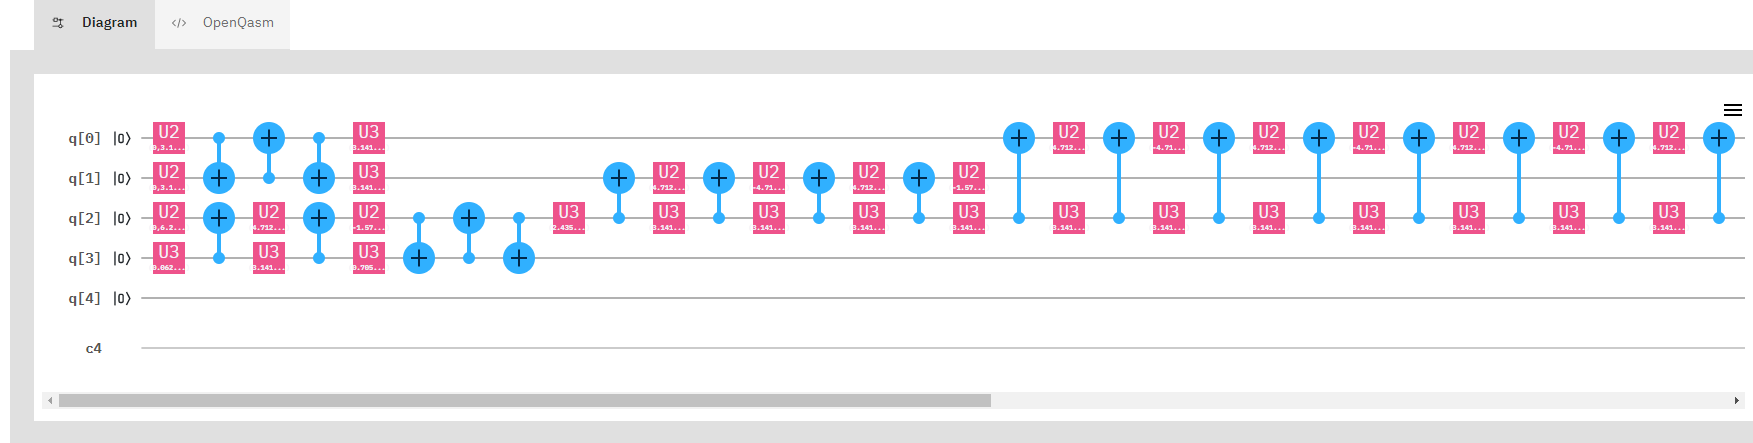 Diagram
</> OpenQasm
q[0] |0⟩ U2 0,3.1... U3 3.141... U2 4.712... U2 -4.71... U2 4.712... U2 -4.71... U2 4.712... U2 -4.71... U2 4.712...
q[1] |0⟩ U2 0,3.1... U3 3.141... U2 4.712... U2 -4.71... U2 4.712... U2 -1.57...
q[2] |0⟩ U2 0,6.2... U2 4.712... U2 -1.57... U3 2.435... U3 3.141... U3 3.141... U3 3.141... U3 3.141... U3 3.141... U3 3.141... U3 3.141... U3 3.141... U3 3.141... U3 3.141... U3 3.141...
q[3] |0⟩ U3 0.062... U3 3.141... U3 0.785...
q[4] |0⟩
c4